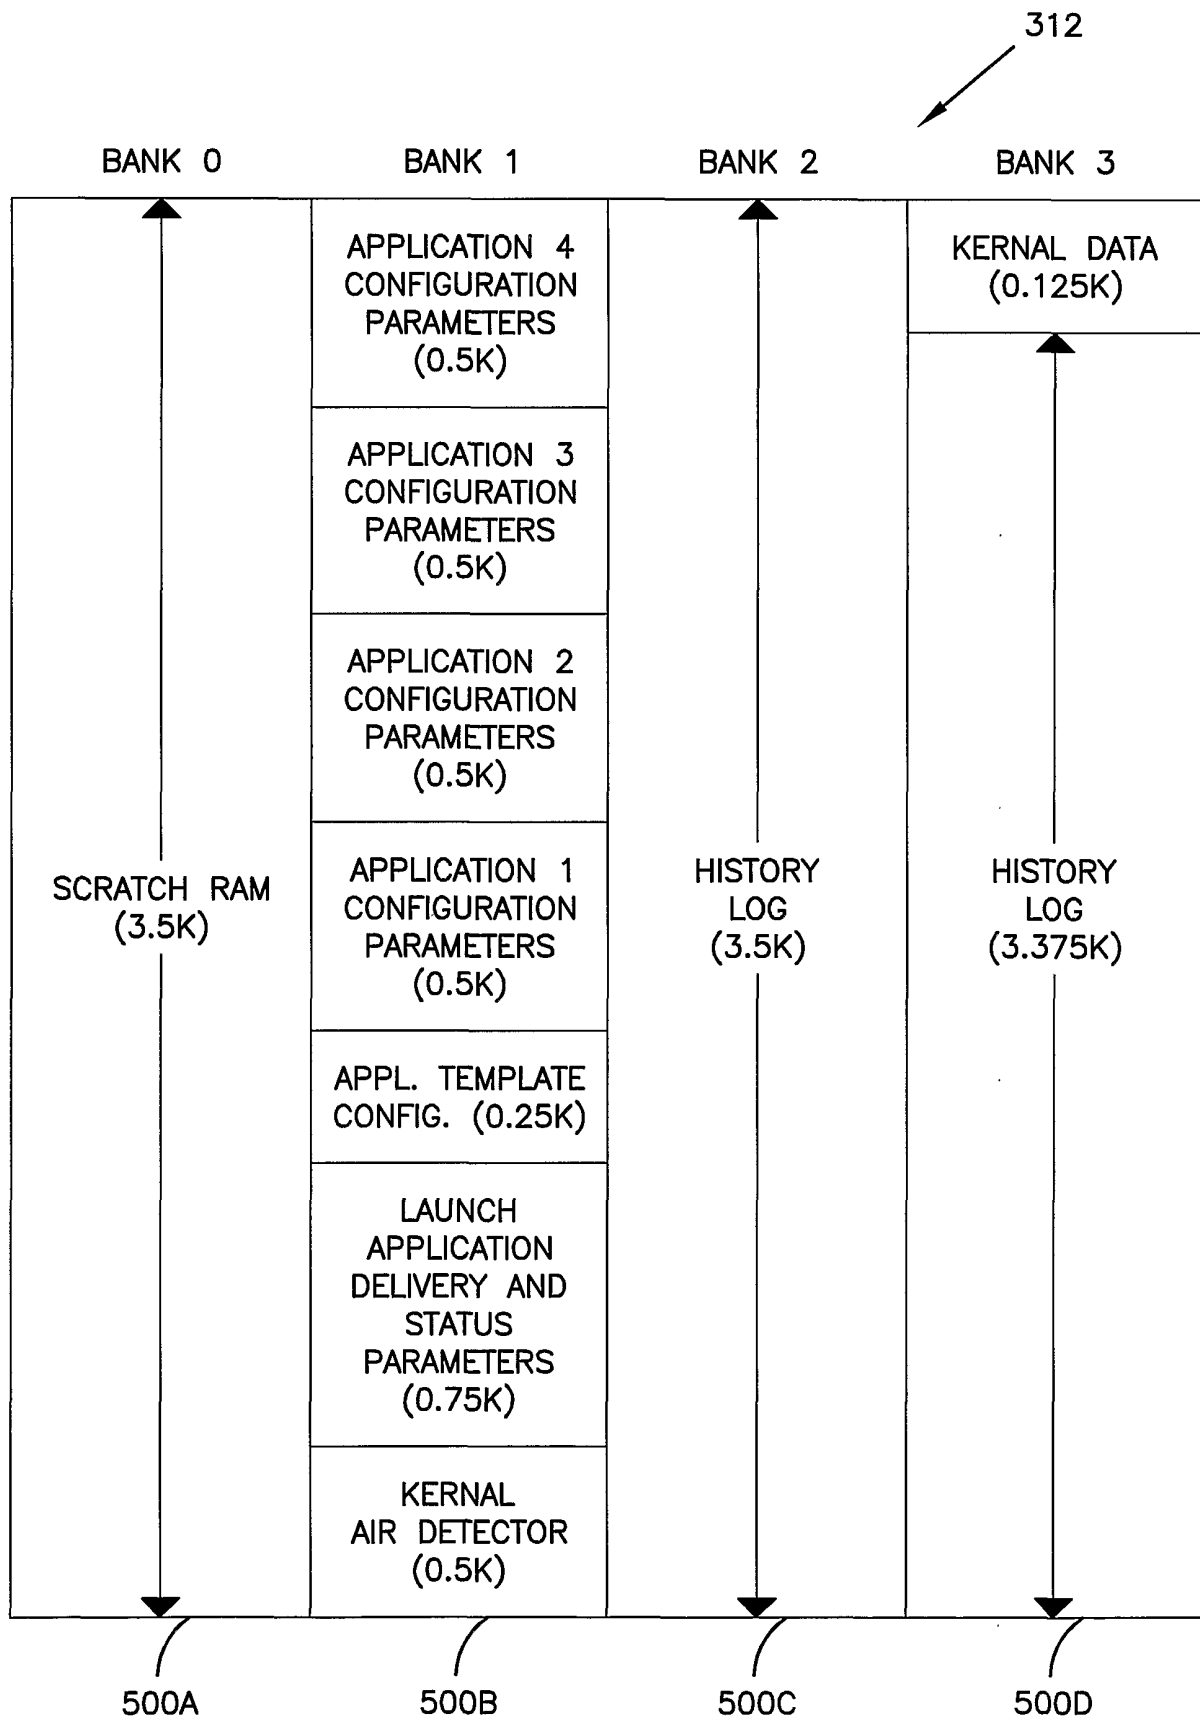 312
BANK 0
BANK 1
BANK 2
BANK 3
SCRATCH RAM
(3.5K)
APPLICATION 4
CONFIGURATION
PARAMETERS
(0.5K)
APPLICATION 3
CONFIGURATION
PARAMETERS
(0.5K)
APPLICATION 2
CONFIGURATION
PARAMETERS
(0.5K)
APPLICATION 1
CONFIGURATION
PARAMETERS
(0.5K)
APPL. TEMPLATE
CONFIG. (0.25K)
LAUNCH
APPLICATION
DELIVERY AND
STATUS
PARAMETERS
(0.75K)
KERNAL
AIR DETECTOR
(0.5K)
HISTORY
LOG
(3.5K)
KERNAL DATA
(0.125K)
HISTORY
LOG
(3.375K)
500A
500B
500C
500D